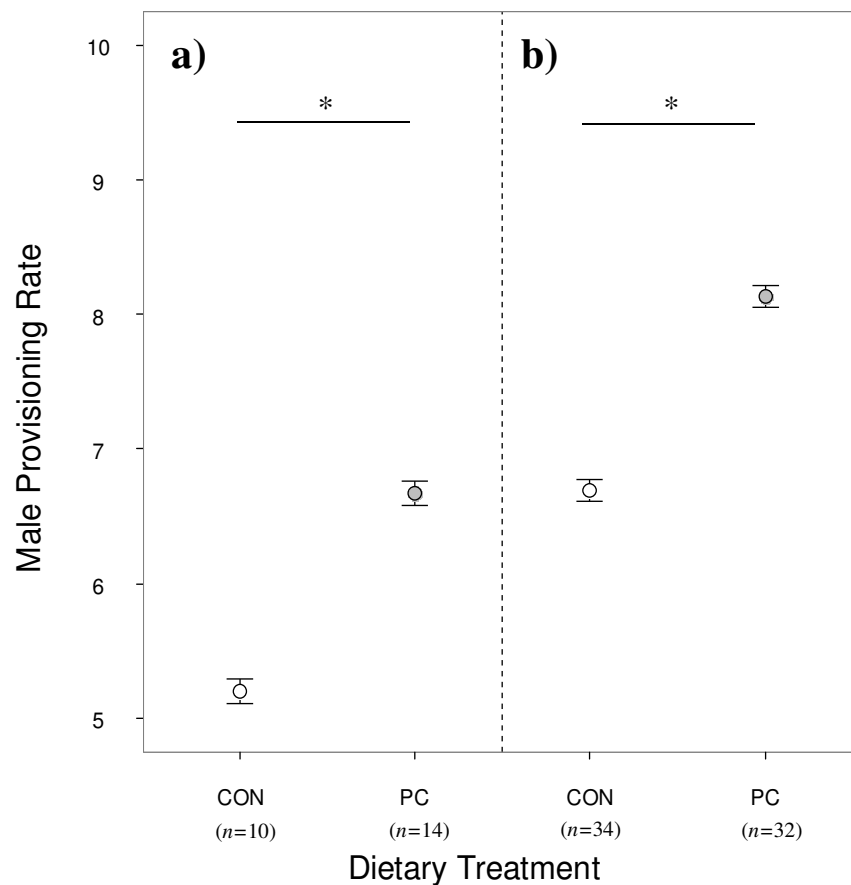 a)
b)
*
*
10
9
8
7
6
5
Male Provisioning Rate
CON
PC
CON
PC
(n=10)
(n=14)
(n=34)
(n=32)
Dietary Treatment